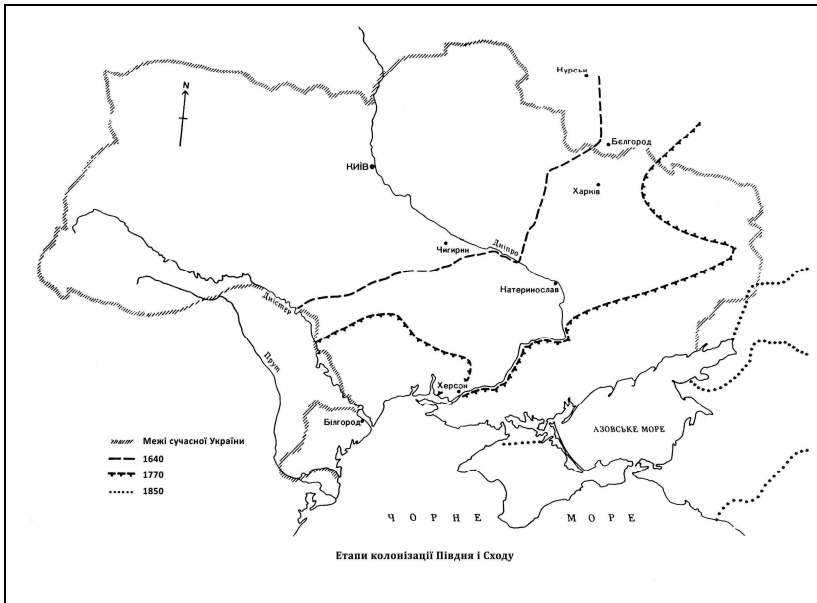 N
Курськ
Бєлгород
КИЇВ
Харків
Чигирин
Дніпро
Катеринослав
Дністер
Прут
Херсон
Білгород
АЗОВСЬКЕ МОРЕ
Межі сучасної України
1640
1770
1850
ЧОРНЕ МОРЕ
Етапи колонізації Півдня і Сходу